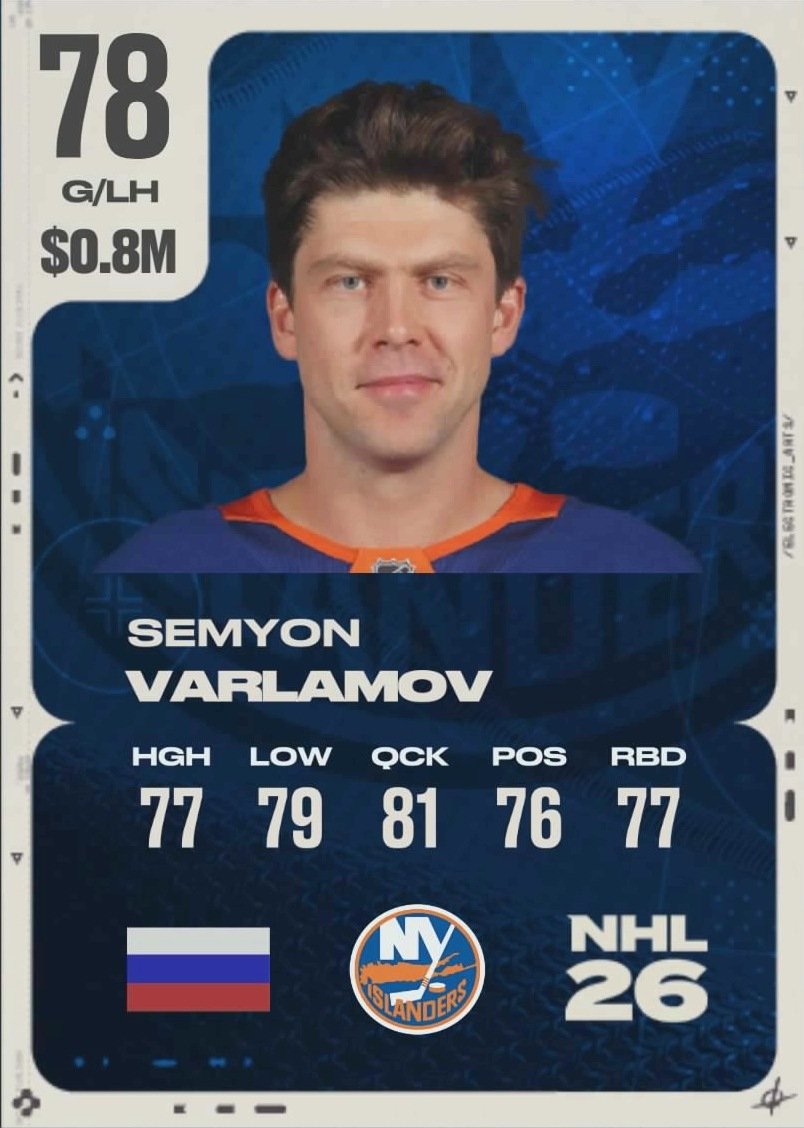 78
G/LH
$0.8M
/ELECTRONIC_ARTS/
SEMYON
VARLAMOV
HGH LOW QCK POS RBD
77 79 81 76 77
NY
ISLANDERS
NHL
26